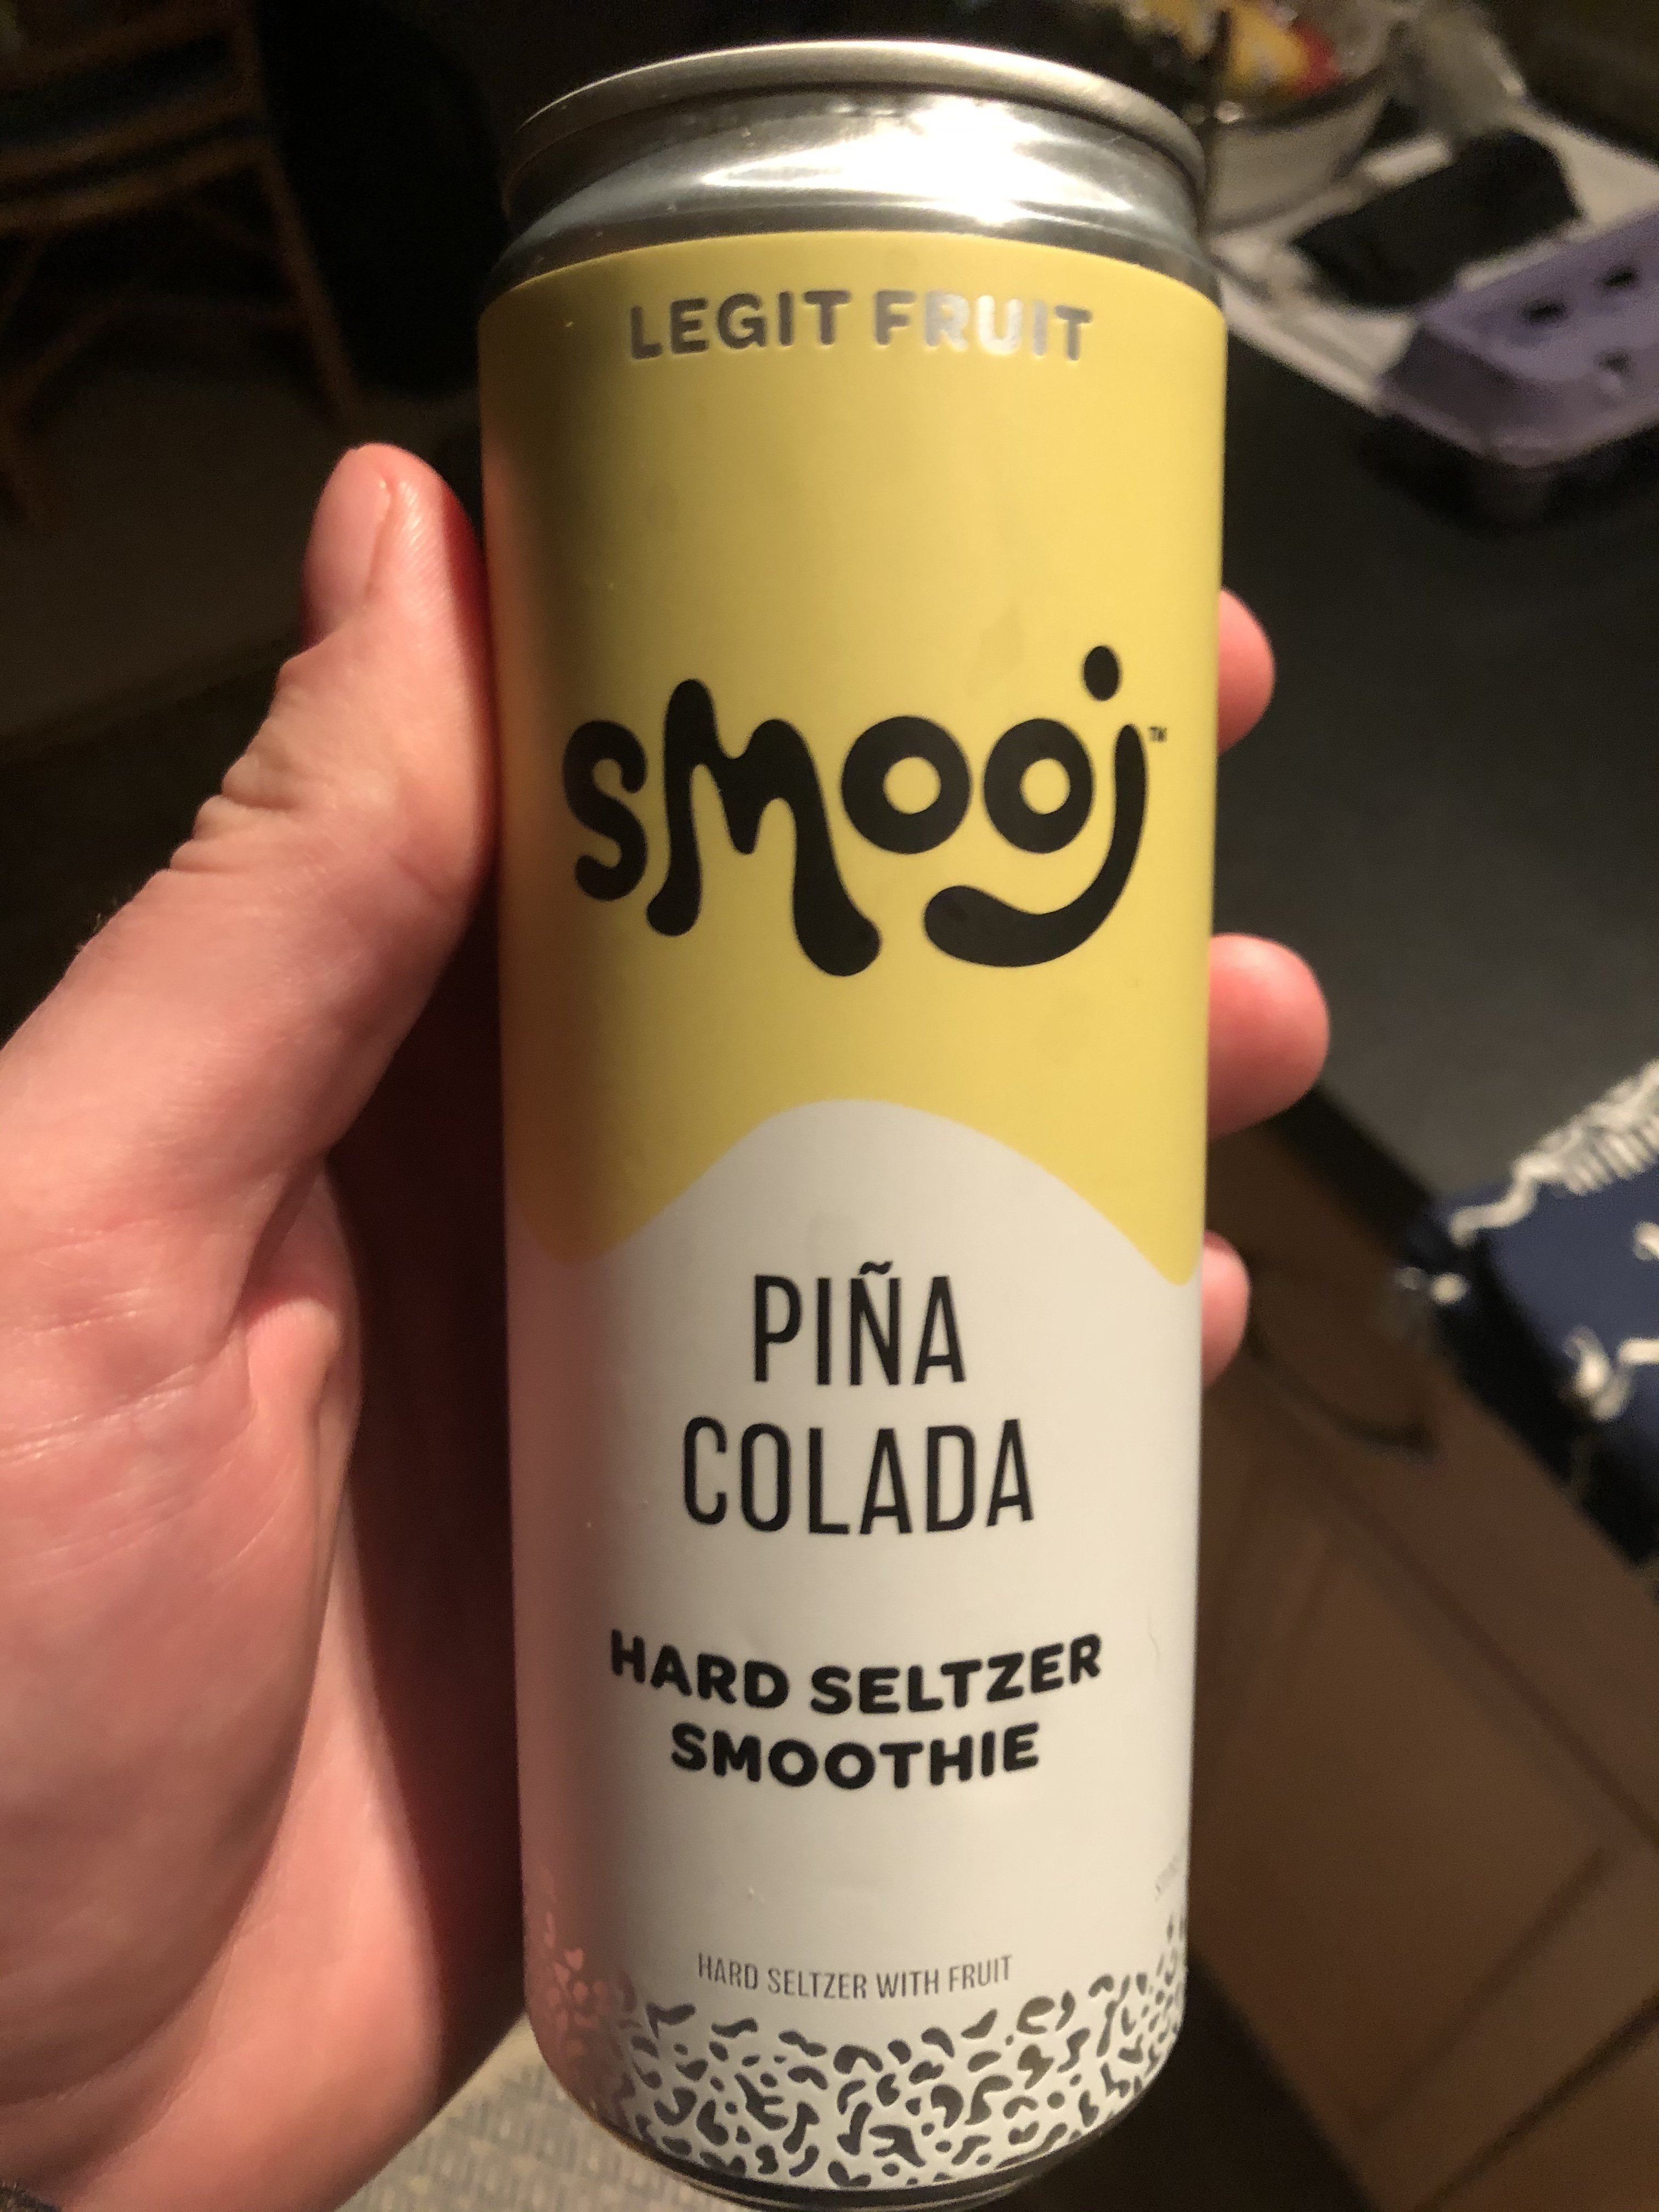 LEGIT FRUIT
smooj™
PIÑA
COLADA
HARD SELTZER
SMOOTHIE
HARD SELTZER WITH FRUIT